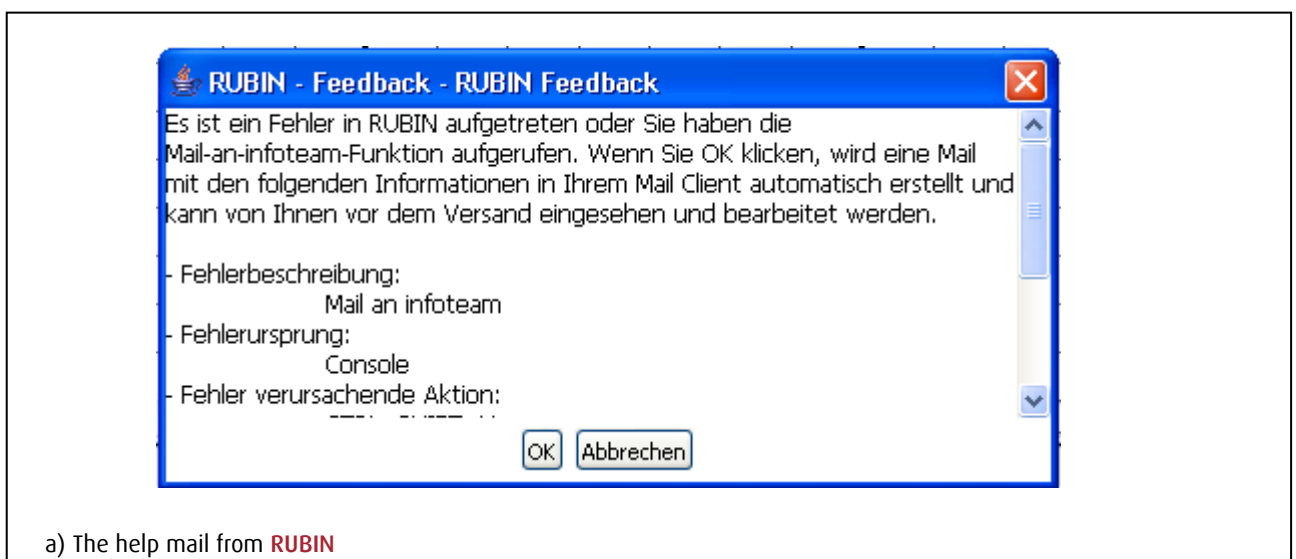 RUBIN - Feedback - RUBIN Feedback
Es ist ein Fehler in RUBIN aufgetreten oder Sie haben die
Mail-an-infoteam-Funktion aufgerufen. Wenn Sie OK klicken, wird eine Mail
mit den folgenden Informationen in Ihrem Mail Client automatisch erstellt und
kann von Ihnen vor dem Versand eingesehen und bearbeitet werden.
- Fehlerbeschreibung:
Mail an infoteam
- Fehlerursprung:
Console
- Fehler verursachende Aktion:
OK Abbrechen
a) The help mail from RUBIN